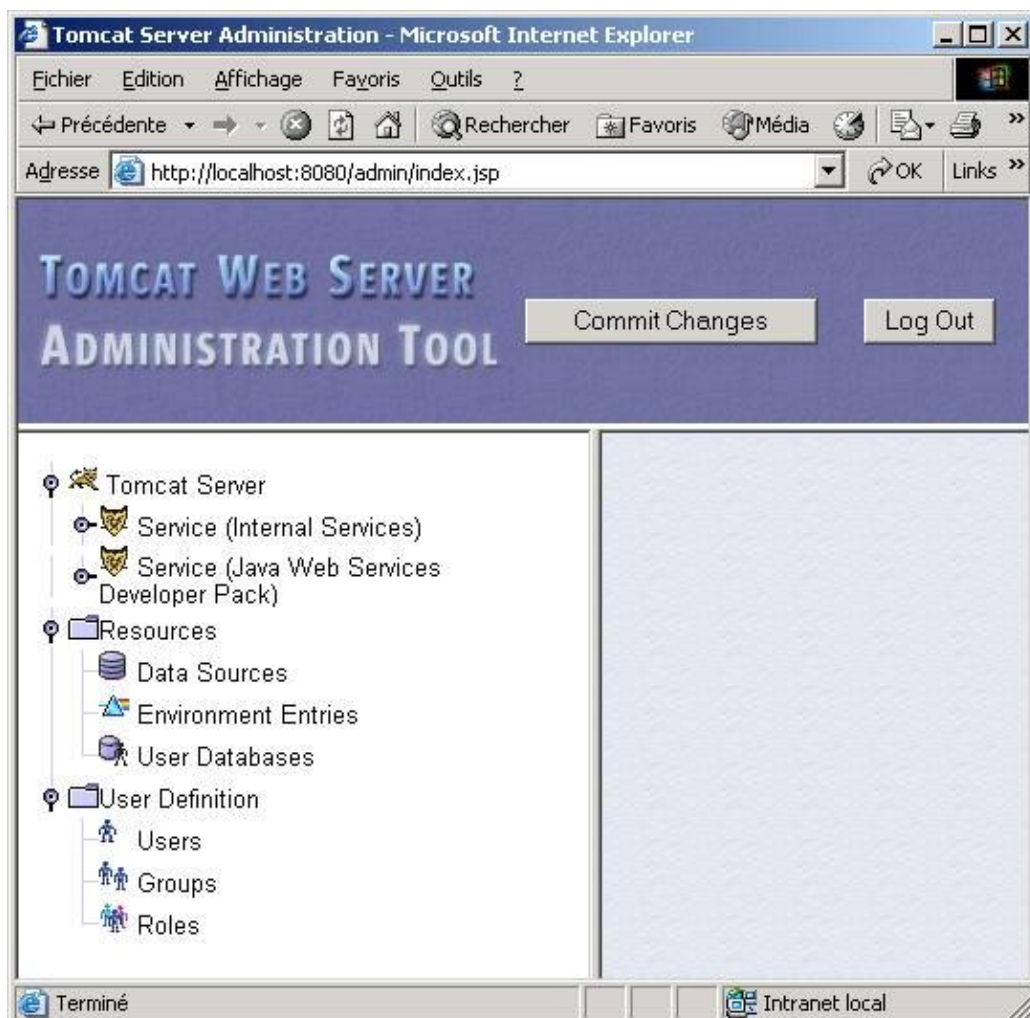 Tomcat Server Administration - Microsoft Internet Explorer
Fichier Edition Affichage Favoris Outils ?
Précédente Rechercher Favoris Média »
Adresse http://localhost:8080/admin/index.jsp OK Links »
TOMCAT WEB SERVER
ADMINISTRATION TOOL
Commit Changes Log Out
Tomcat Server
Service (Internal Services)
Service (Java Web Services
Developer Pack)
Resources
Data Sources
Environment Entries
User Databases
User Definition
Users
Groups
Roles
Terminé Intranet local